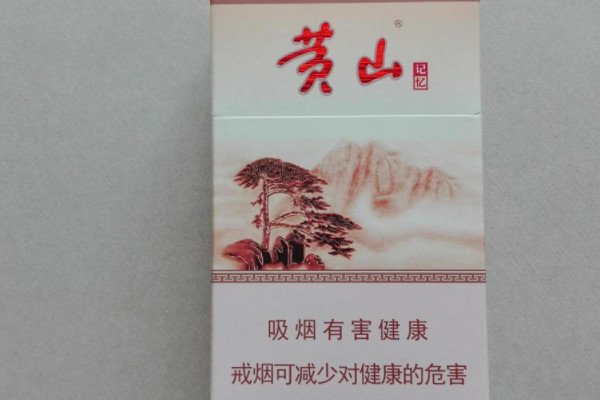 黄山®
记忆
吸烟有害健康
戒烟可减少对健康的危害